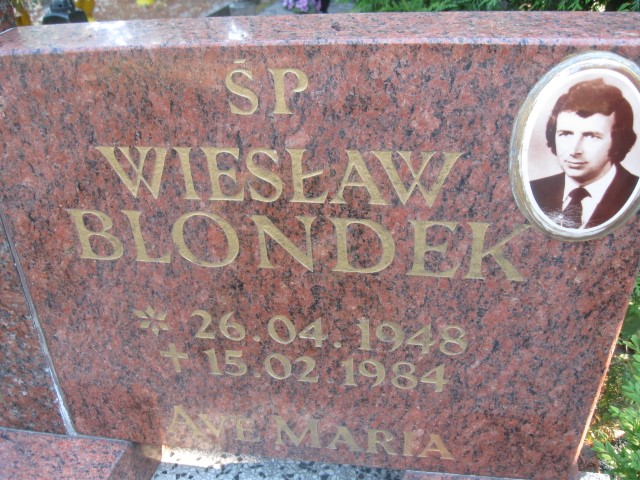 ŚP
WIESŁAW
BLONDEK
* 26.04.1948
+ 15.02.1984
AVE MARIA